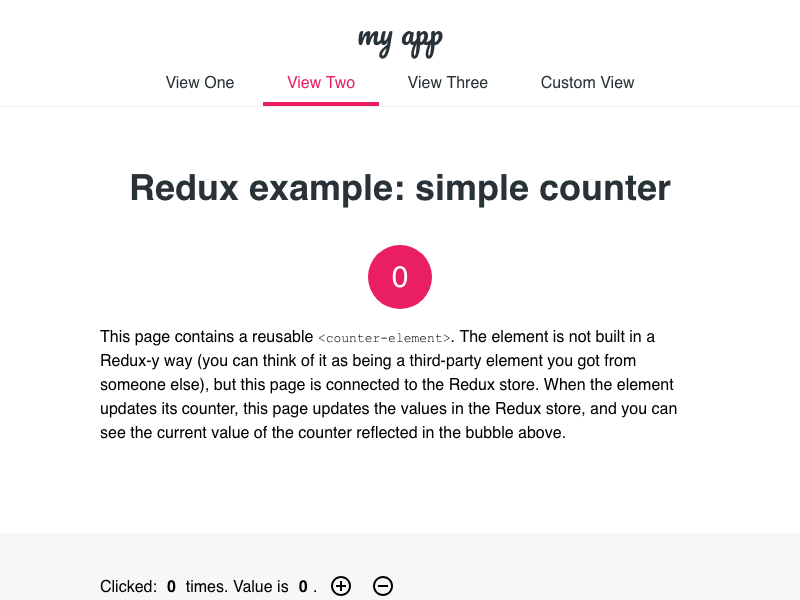 my app
View One View Two View Three Custom View
Redux example: simple counter
0
This page contains a reusable <counter-element>. The element is not built in a
Redux-y way (you can think of it as being a third-party element you got from
someone else), but this page is connected to the Redux store. When the element
updates its counter, this page updates the values in the Redux store, and you can
see the current value of the counter reflected in the bubble above.
Clicked: 0 times. Value is 0 .